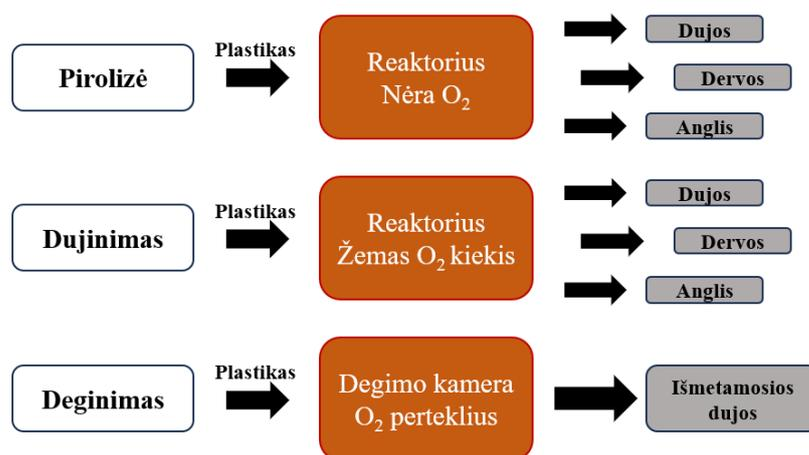 Pirolizė
Plastikas
Reaktorius
Nėra O₂
Dujos
Dervos
Anglis
Dujinimas
Plastikas
Reaktorius
Žemas O₂ kiekis
Dujos
Dervos
Anglis
Deginimas
Plastikas
Degimo kamera
O₂ perteklius
Išmetamosios
dujos